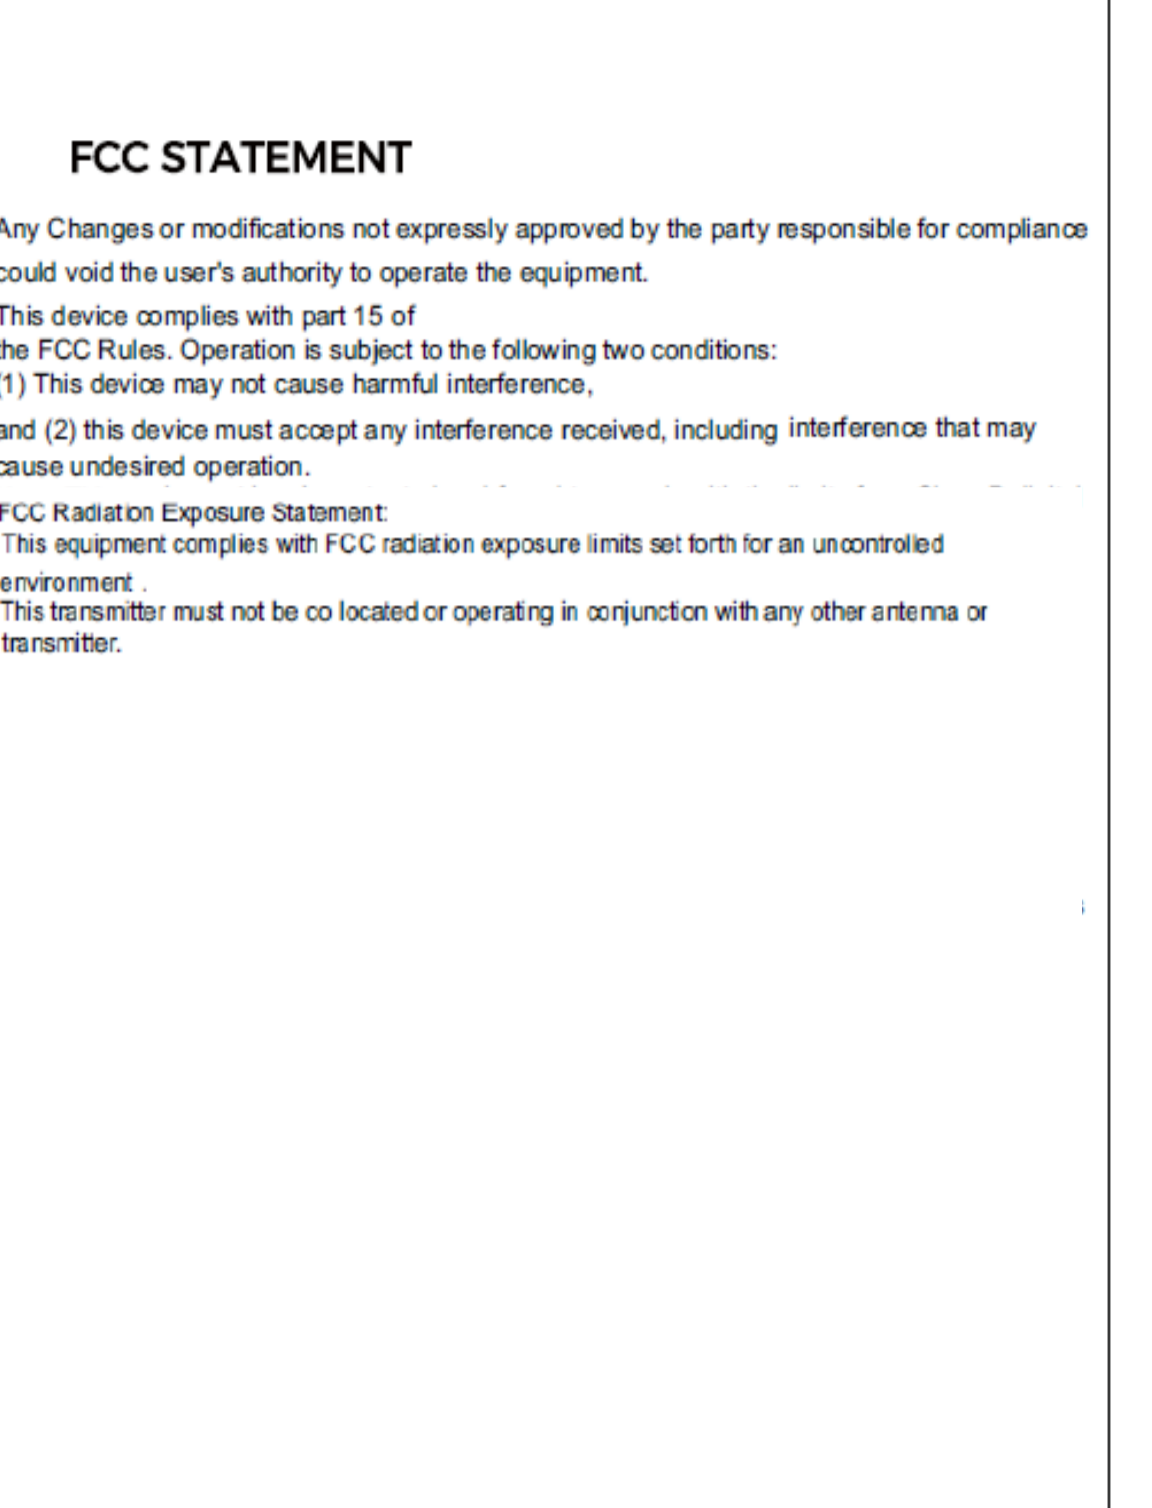 FCC STATEMENT
Any Changes or modifications not expressly approved by the party responsible for compliance
could void the user's authority to operate the equipment.
This device complies with part 15 of
the FCC Rules. Operation is subject to the following two conditions:
(1) This device may not cause harmful interference,
and (2) this device must accept any interference received, including interference that may
cause undesired operation.
FCC Radiation Exposure Statement:
This equipment complies with FCC radiation exposure limits set forth for an uncontrolled
environment .
This transmitter must not be co located or operating in conjunction with any other antenna or
transmitter.